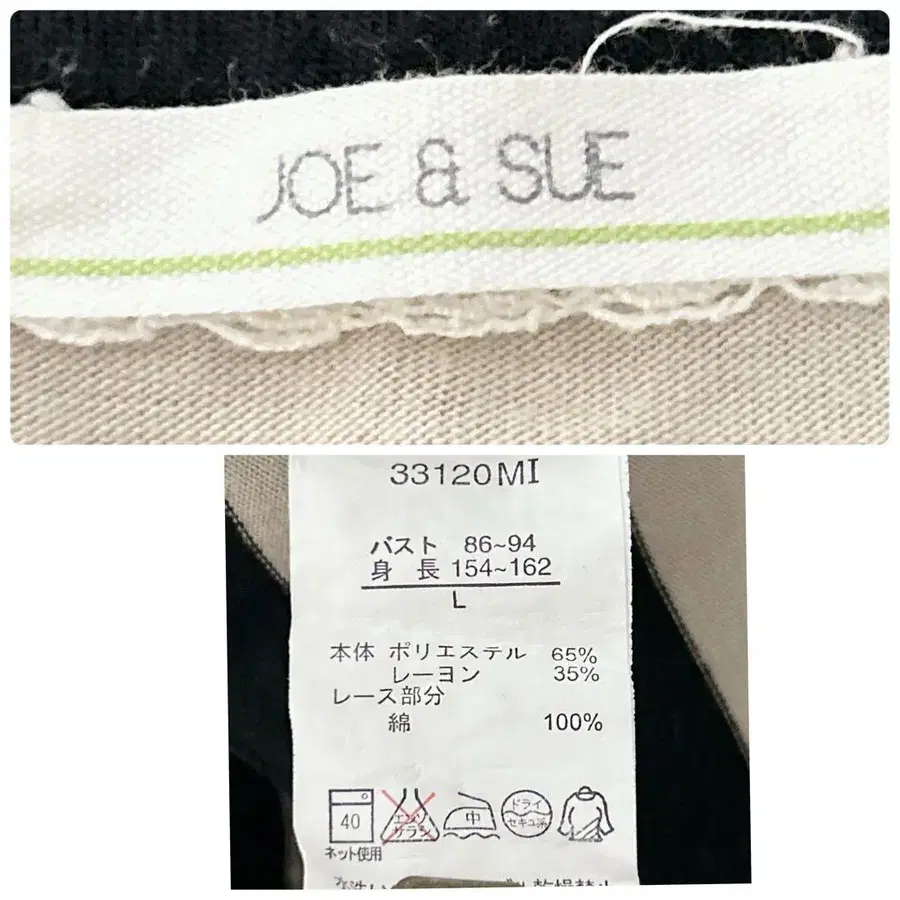 JOE & SUE
33120MI
バスト 86~94
身 長 154~162
L
本体 ポリエステル 65%
レーヨン 35%
レース部分
綿 100%
40
エンソ
サラシ
中
ドライ
セキユ系
ネット使用